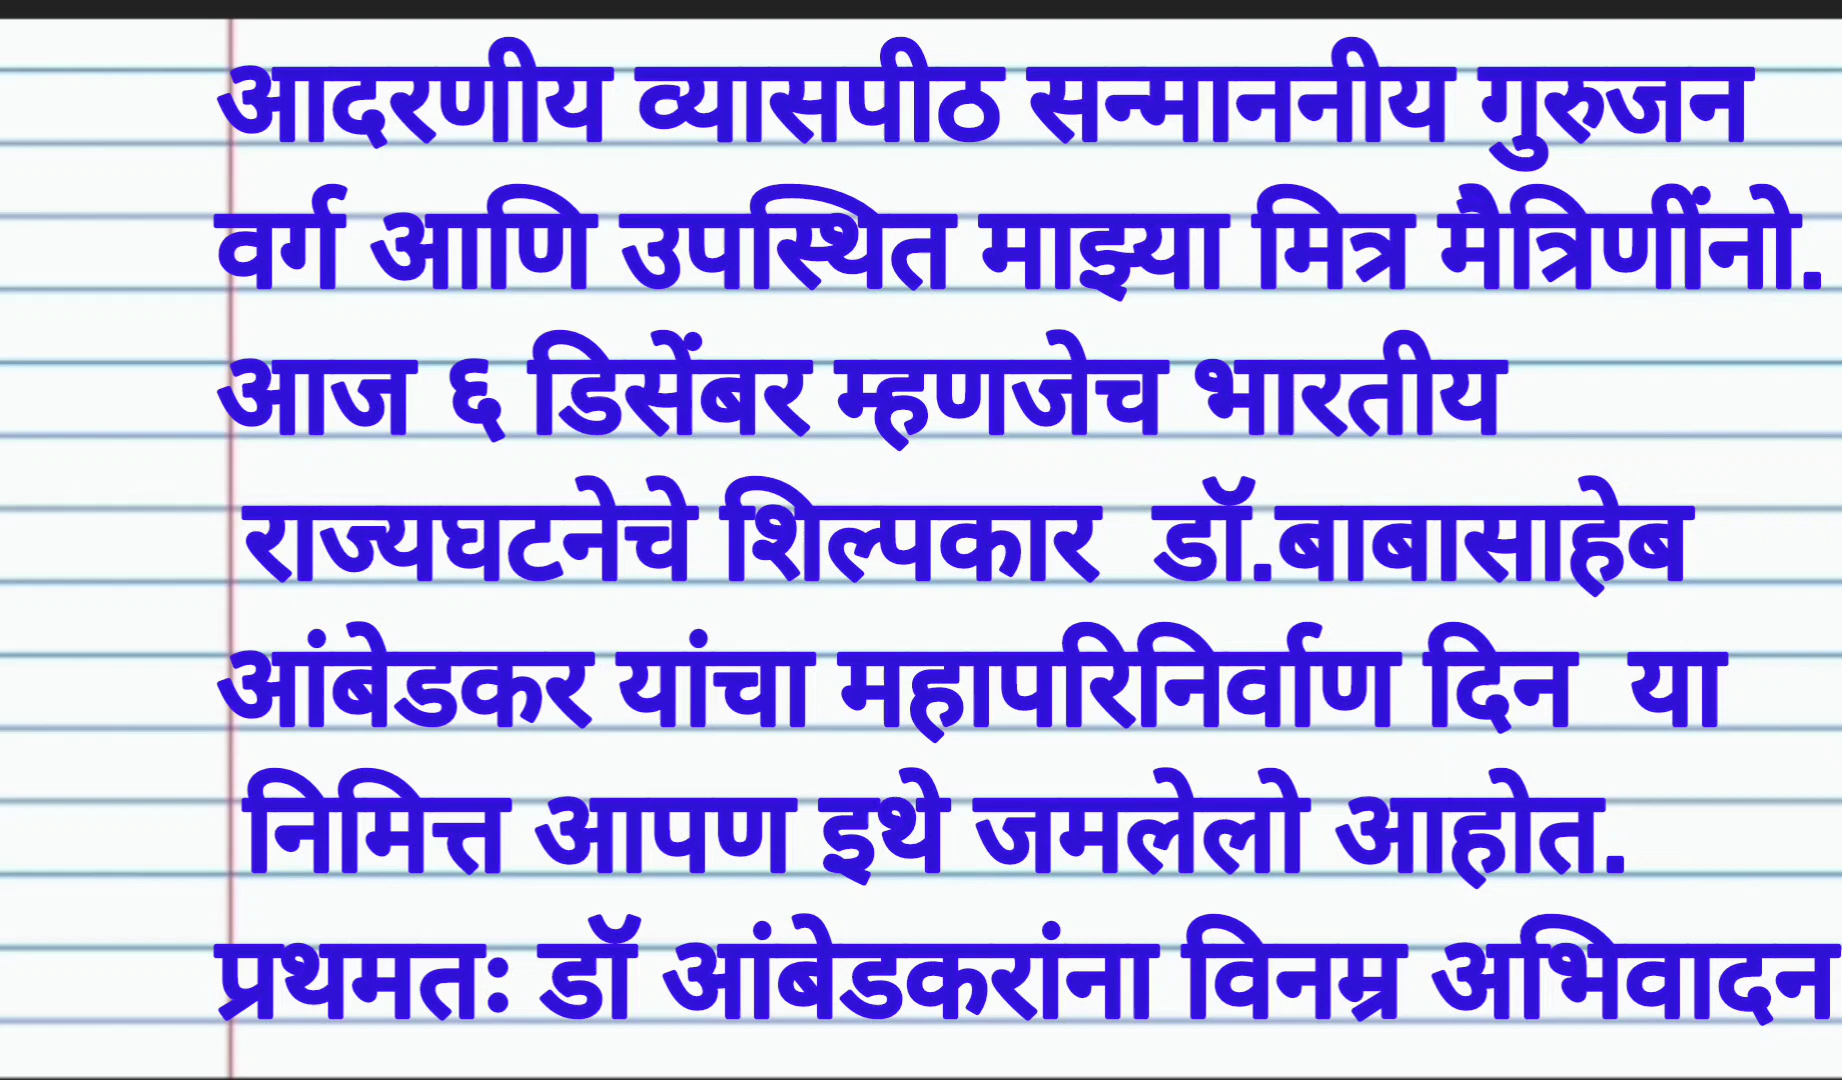 आदरणीय व्यासपीठ सन्माननीय गुरुजन
वर्ग आणि उपस्थित माझ्या मित्र मैत्रिणींनो.
आज ६ डिसेंबर म्हणजेच भारतीय
राज्यघटनेचे शिल्पकार डॉ.बाबासाहेब
आंबेडकर यांचा महापरिनिर्वाण दिन या
निमित्त आपण इथे जमलेलो आहोत.
प्रथमतः डॉ आंबेडकरांना विनम्र अभिवादन